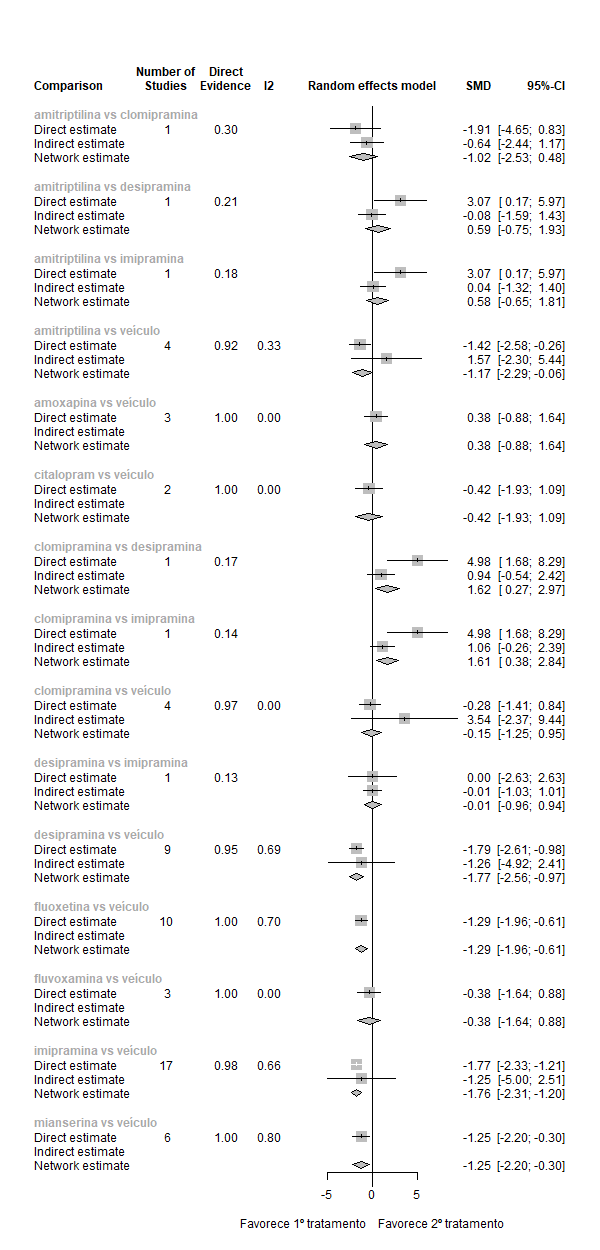 Number of Direct
Comparison Studies Evidence I2 Random effects model SMD 95%-CI
amitriptilina vs clomipramina
Direct estimate 1 0.30 -1.91 [-4.65; 0.83]
Indirect estimate -0.64 [-2.44; 1.17]
Network estimate -1.02 [-2.53; 0.48]
amitriptilina vs desipramina
Direct estimate 1 0.21 3.07 [ 0.17; 5.97]
Indirect estimate -0.08 [-1.59; 1.43]
Network estimate 0.59 [-0.75; 1.93]
amitriptilina vs imipramina
Direct estimate 1 0.18 3.07 [ 0.17; 5.97]
Indirect estimate 0.04 [-1.32; 1.40]
Network estimate 0.58 [-0.65; 1.81]
amitriptilina vs veículo
Direct estimate 4 0.92 0.33 -1.42 [-2.58; -0.26]
Indirect estimate 1.57 [-2.30; 5.44]
Network estimate -1.17 [-2.29; -0.06]
amoxapina vs veículo
Direct estimate 3 1.00 0.00 0.38 [-0.88; 1.64]
Indirect estimate
Network estimate 0.38 [-0.88; 1.64]
citalopram vs veículo
Direct estimate 2 1.00 0.00 -0.42 [-1.93; 1.09]
Indirect estimate
Network estimate -0.42 [-1.93; 1.09]
clomipramina vs desipramina
Direct estimate 1 0.17 4.98 [ 1.68; 8.29]
Indirect estimate 0.94 [-0.54; 2.42]
Network estimate 1.62 [ 0.27; 2.97]
clomipramina vs imipramina
Direct estimate 1 0.14 4.98 [ 1.68; 8.29]
Indirect estimate 1.06 [-0.26; 2.39]
Network estimate 1.61 [ 0.38; 2.84]
clomipramina vs veículo
Direct estimate 4 0.97 0.00 -0.28 [-1.41; 0.84]
Indirect estimate 3.54 [-2.37; 9.44]
Network estimate -0.15 [-1.25; 0.95]
desipramina vs imipramina
Direct estimate 1 0.13 0.00 [-2.63; 2.63]
Indirect estimate -0.01 [-1.03; 1.01]
Network estimate -0.01 [-0.96; 0.94]
desipramina vs veículo
Direct estimate 9 0.95 0.69 -1.79 [-2.61; -0.98]
Indirect estimate -1.26 [-4.92; 2.41]
Network estimate -1.77 [-2.56; -0.97]
fluoxetina vs veículo
Direct estimate 10 1.00 0.70 -1.29 [-1.96; -0.61]
Indirect estimate
Network estimate -1.29 [-1.96; -0.61]
fluvoxamina vs veículo
Direct estimate 3 1.00 0.00 -0.38 [-1.64; 0.88]
Indirect estimate
Network estimate -0.38 [-1.64; 0.88]
imipramina vs veículo
Direct estimate 17 0.98 0.66 -1.77 [-2.33; -1.21]
Indirect estimate -1.25 [-5.00; 2.51]
Network estimate -1.76 [-2.31; -1.20]
mianserina vs veículo
Direct estimate 6 1.00 0.80 -1.25 [-2.20; -0.30]
Indirect estimate
Network estimate -1.25 [-2.20; -0.30]
-5 0 5
Favorece 1º tratamento Favorece 2º tratamento